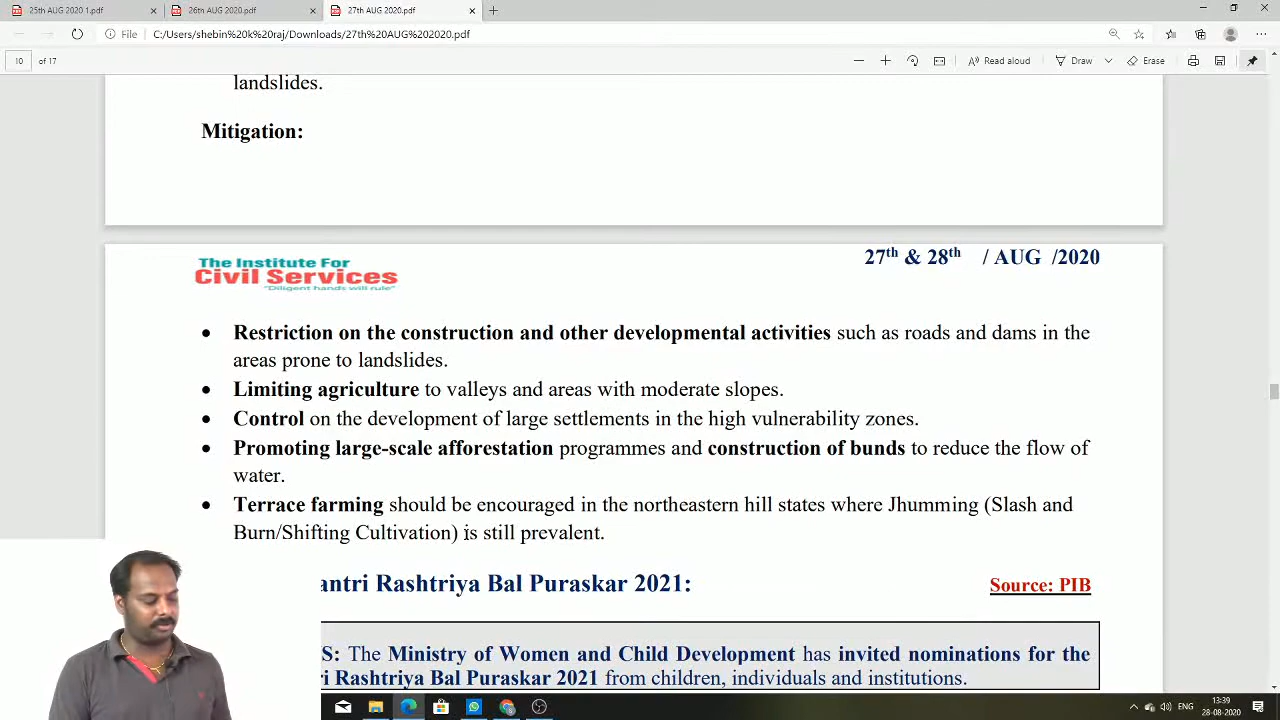 25th AUG 2020 1.pdf
26th AUG 2020.pdf
27th AUG 2020.pdf
File
C:/Users/shebin%20k%20raj/Downloads/27th%20AUG%202020.pdf
10 of 17
Read aloud
Draw
Erase
landslides.
Mitigation:
The Institute For
Civil Services
"Diligent hands will rule"
27th & 28th / AUG /2020
• Restriction on the construction and other developmental activities such as roads and dams in the
areas prone to landslides.
• Limiting agriculture to valleys and areas with moderate slopes.
• Control on the development of large settlements in the high vulnerability zones.
• Promoting large-scale afforestation programmes and construction of bunds to reduce the flow of
water.
• Terrace farming should be encouraged in the northeastern hill states where Jhumming (Slash and
Burn/Shifting Cultivation) is still prevalent.
antri Rashtriya Bal Puraskar 2021:
Source: PIB
S: The Ministry of Women and Child Development has invited nominations for the
ri Rashtriya Bal Puraskar 2021 from children, individuals and institutions.
ENG
13:39
28-08-2020